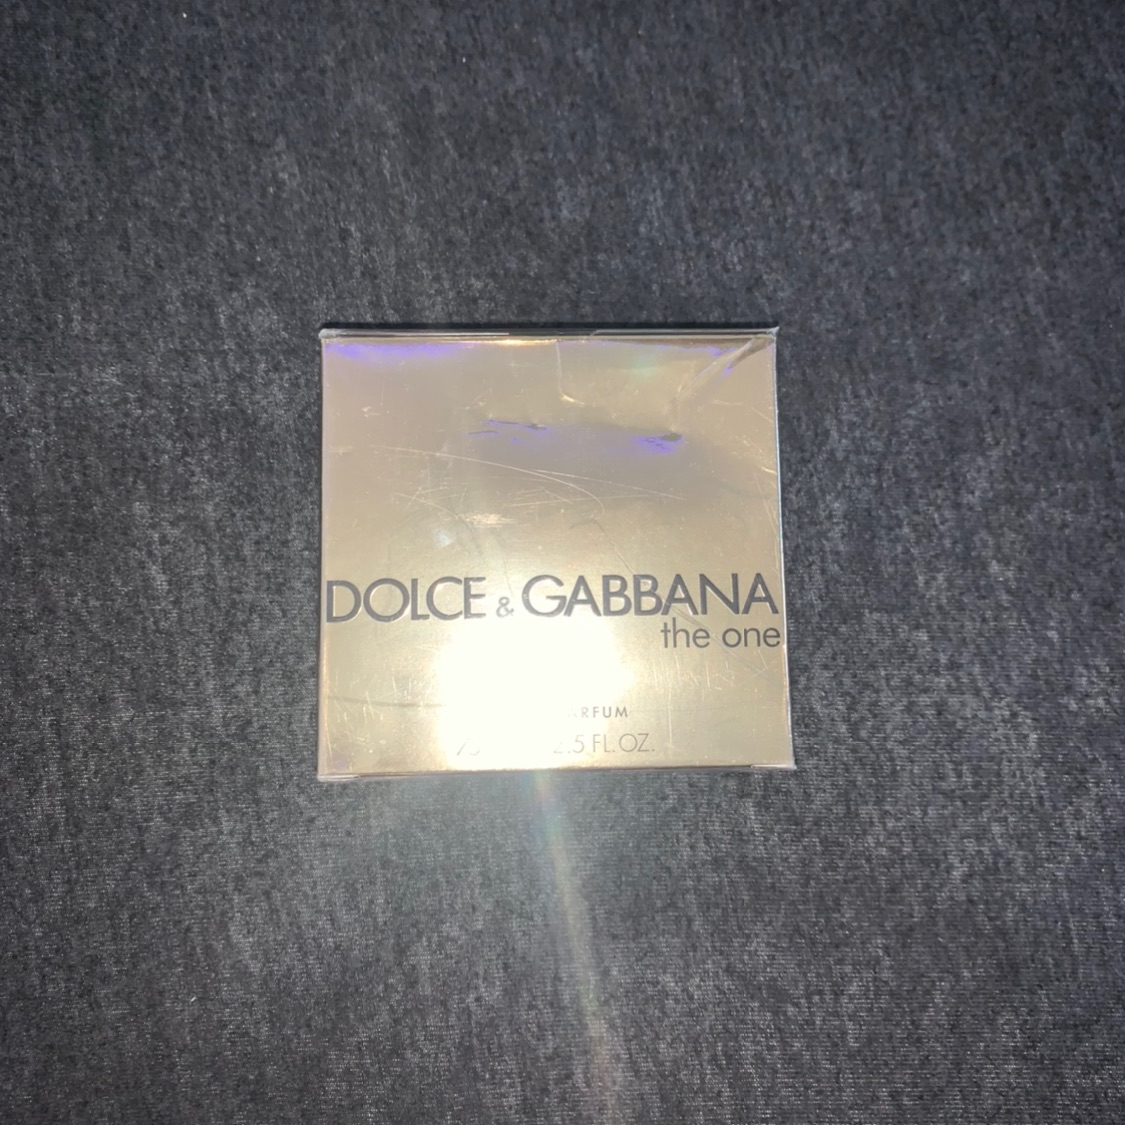 DOLCE & GABBANA
the one
2.5 FL. OZ.